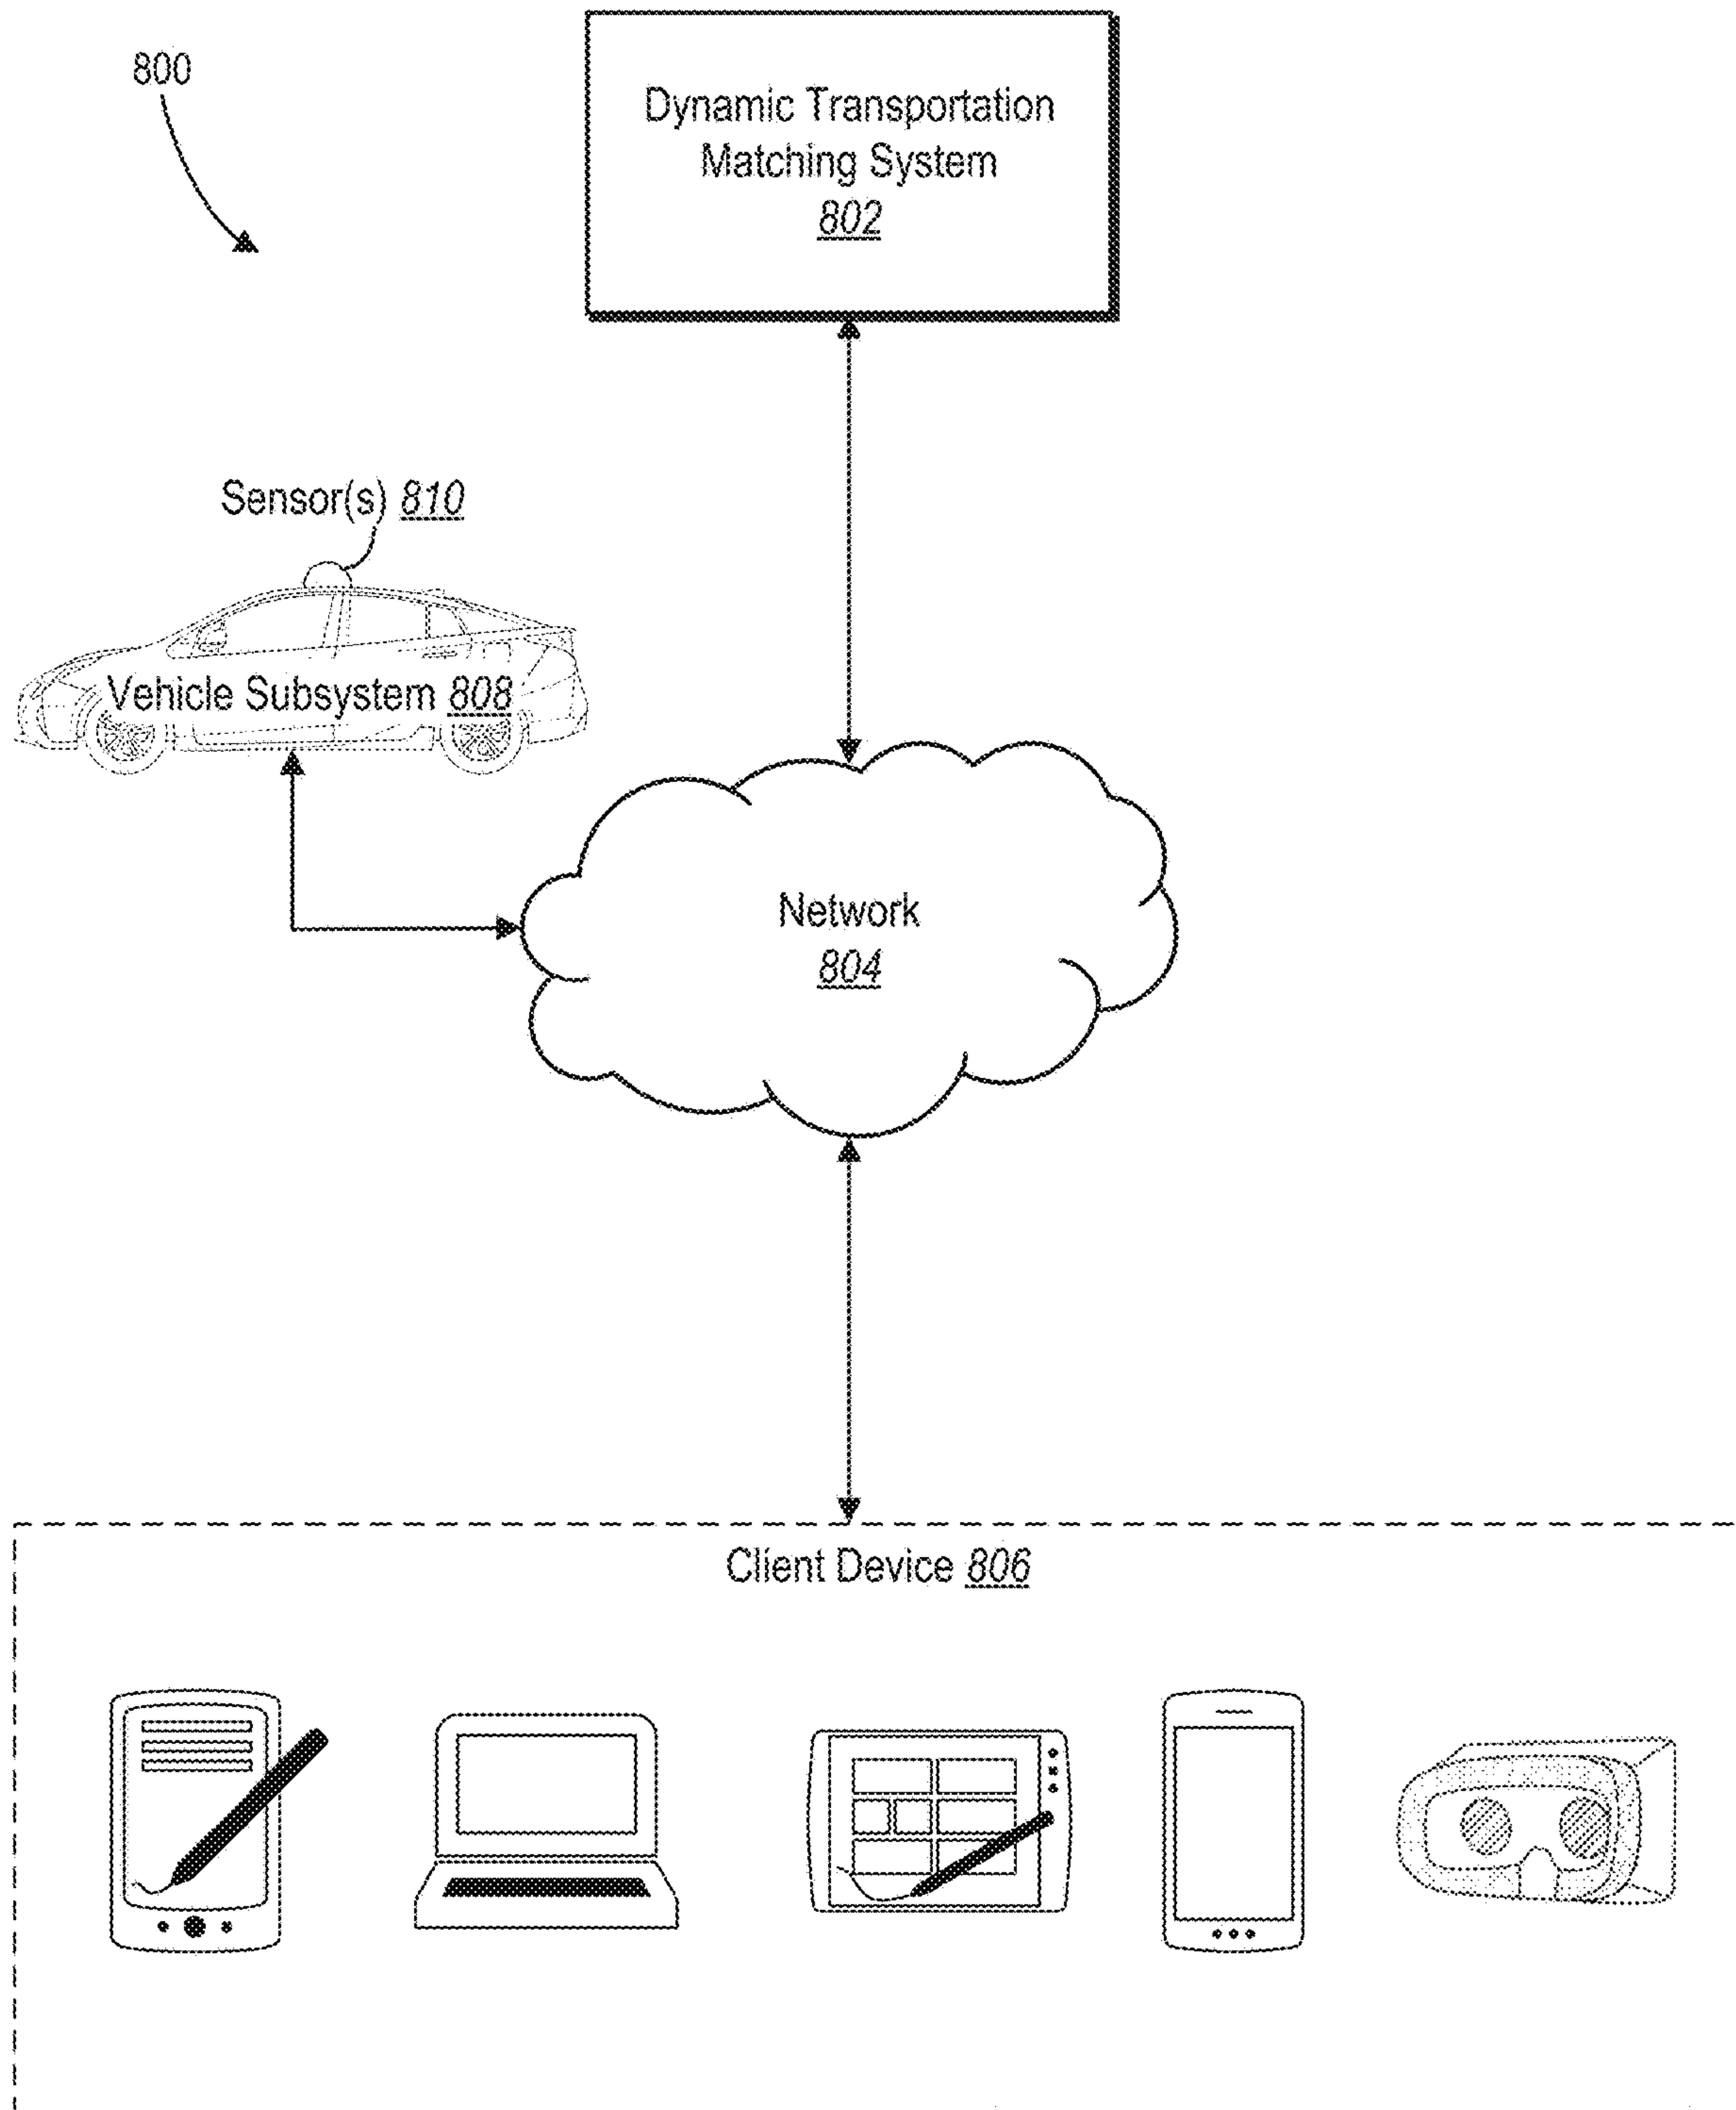 800
Dynamic Transportation
Matching System
802
Sensor(s) 810
Vehicle Subsystem 808
Network
804
Client Device 806